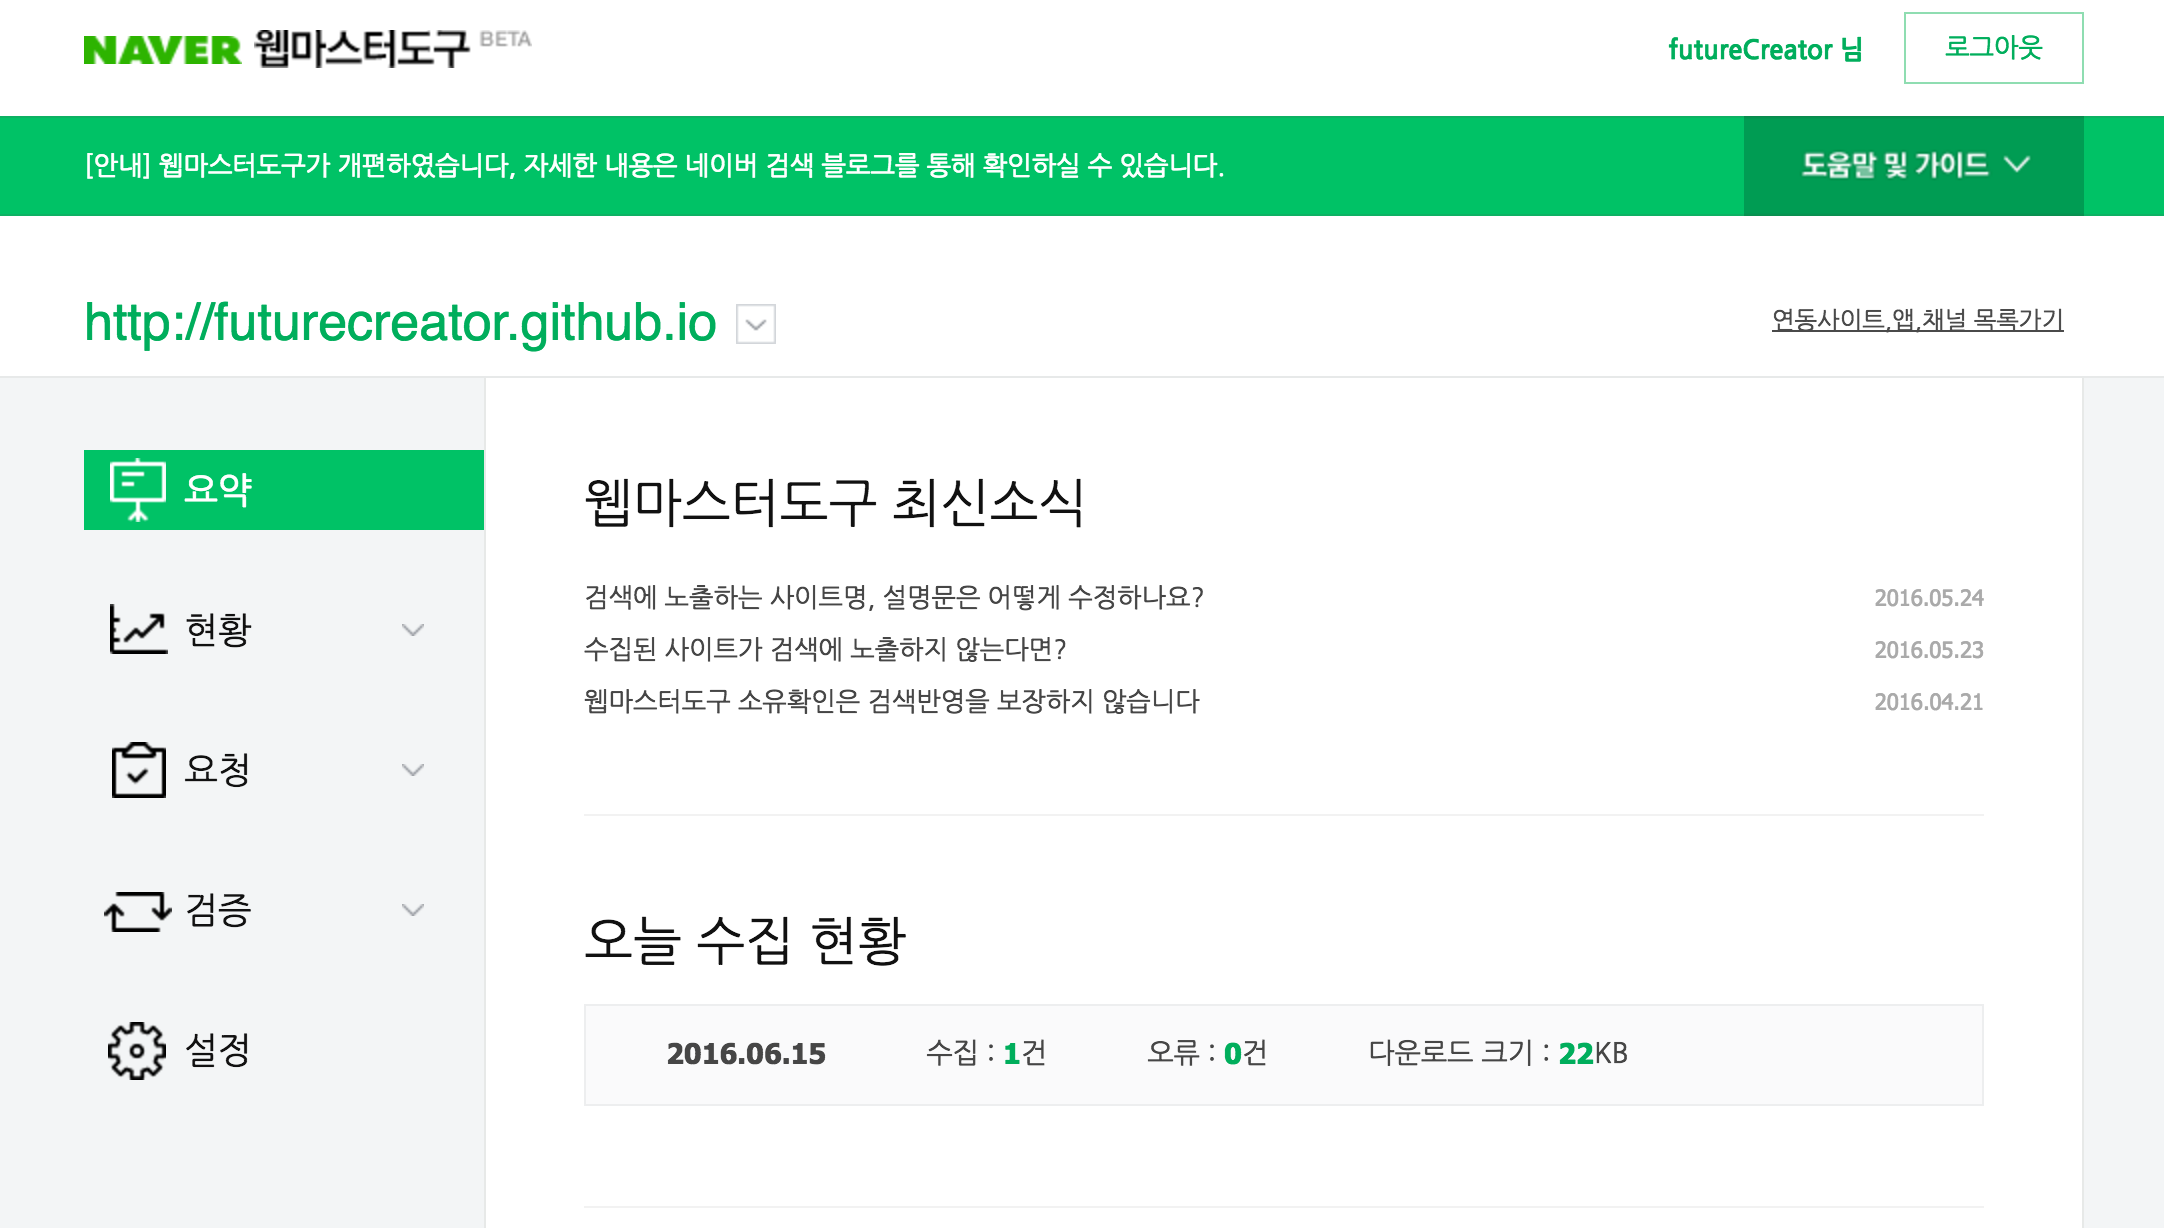 NAVER 웹마스터도구 BETA
futureCreator 님
로그아웃
[안내] 웹마스터도구가 개편하였습니다, 자세한 내용은 네이버 검색 블로그를 통해 확인하실 수 있습니다.
도움말 및 가이드
http://futurecreator.github.io
연동사이트,앱,채널 목록가기
요약
현황
요청
검증
설정
웹마스터도구 최신소식
검색에 노출하는 사이트명, 설명문은 어떻게 수정하나요? 2016.05.24
수집된 사이트가 검색에 노출하지 않는다면? 2016.05.23
웹마스터도구 소유확인은 검색반영을 보장하지 않습니다 2016.04.21
오늘 수집 현황
2016.06.15 수집 : 1건 오류 : 0건 다운로드 크기 : 22KB